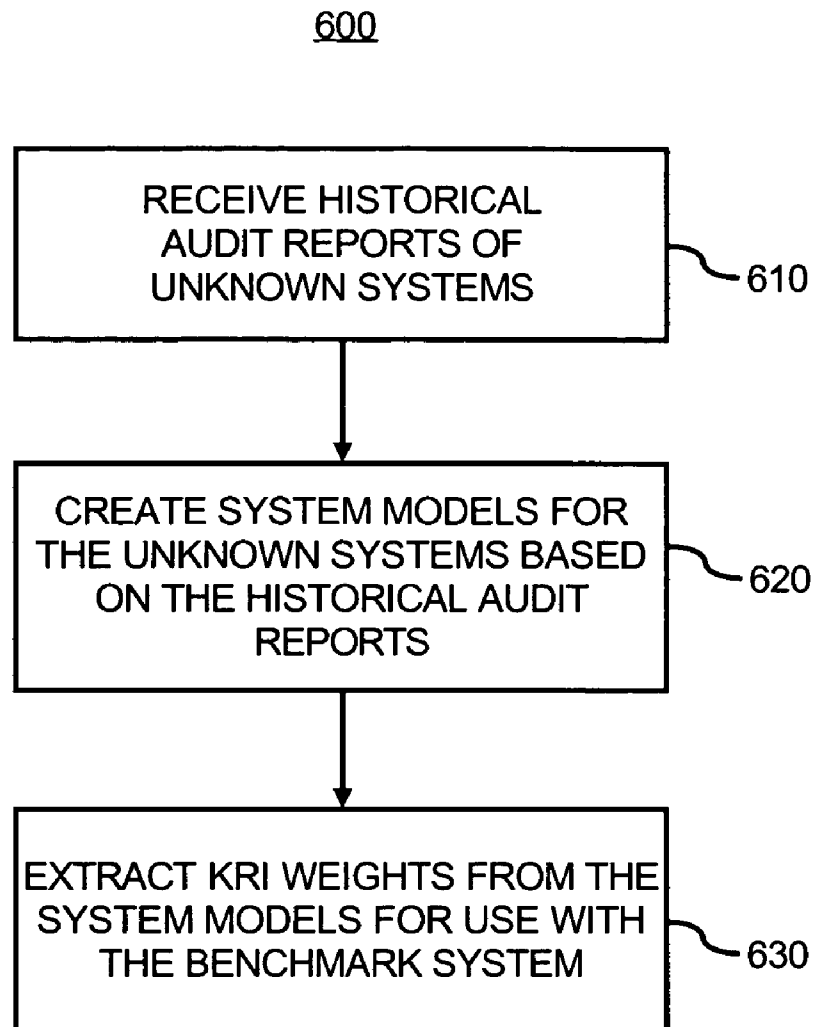 600
RECEIVE HISTORICAL
AUDIT REPORTS OF
UNKNOWN SYSTEMS
610
CREATE SYSTEM MODELS FOR
THE UNKNOWN SYSTEMS BASED
ON THE HISTORICAL AUDIT
REPORTS
620
EXTRACT KRI WEIGHTS FROM THE
SYSTEM MODELS FOR USE WITH
THE BENCHMARK SYSTEM
630